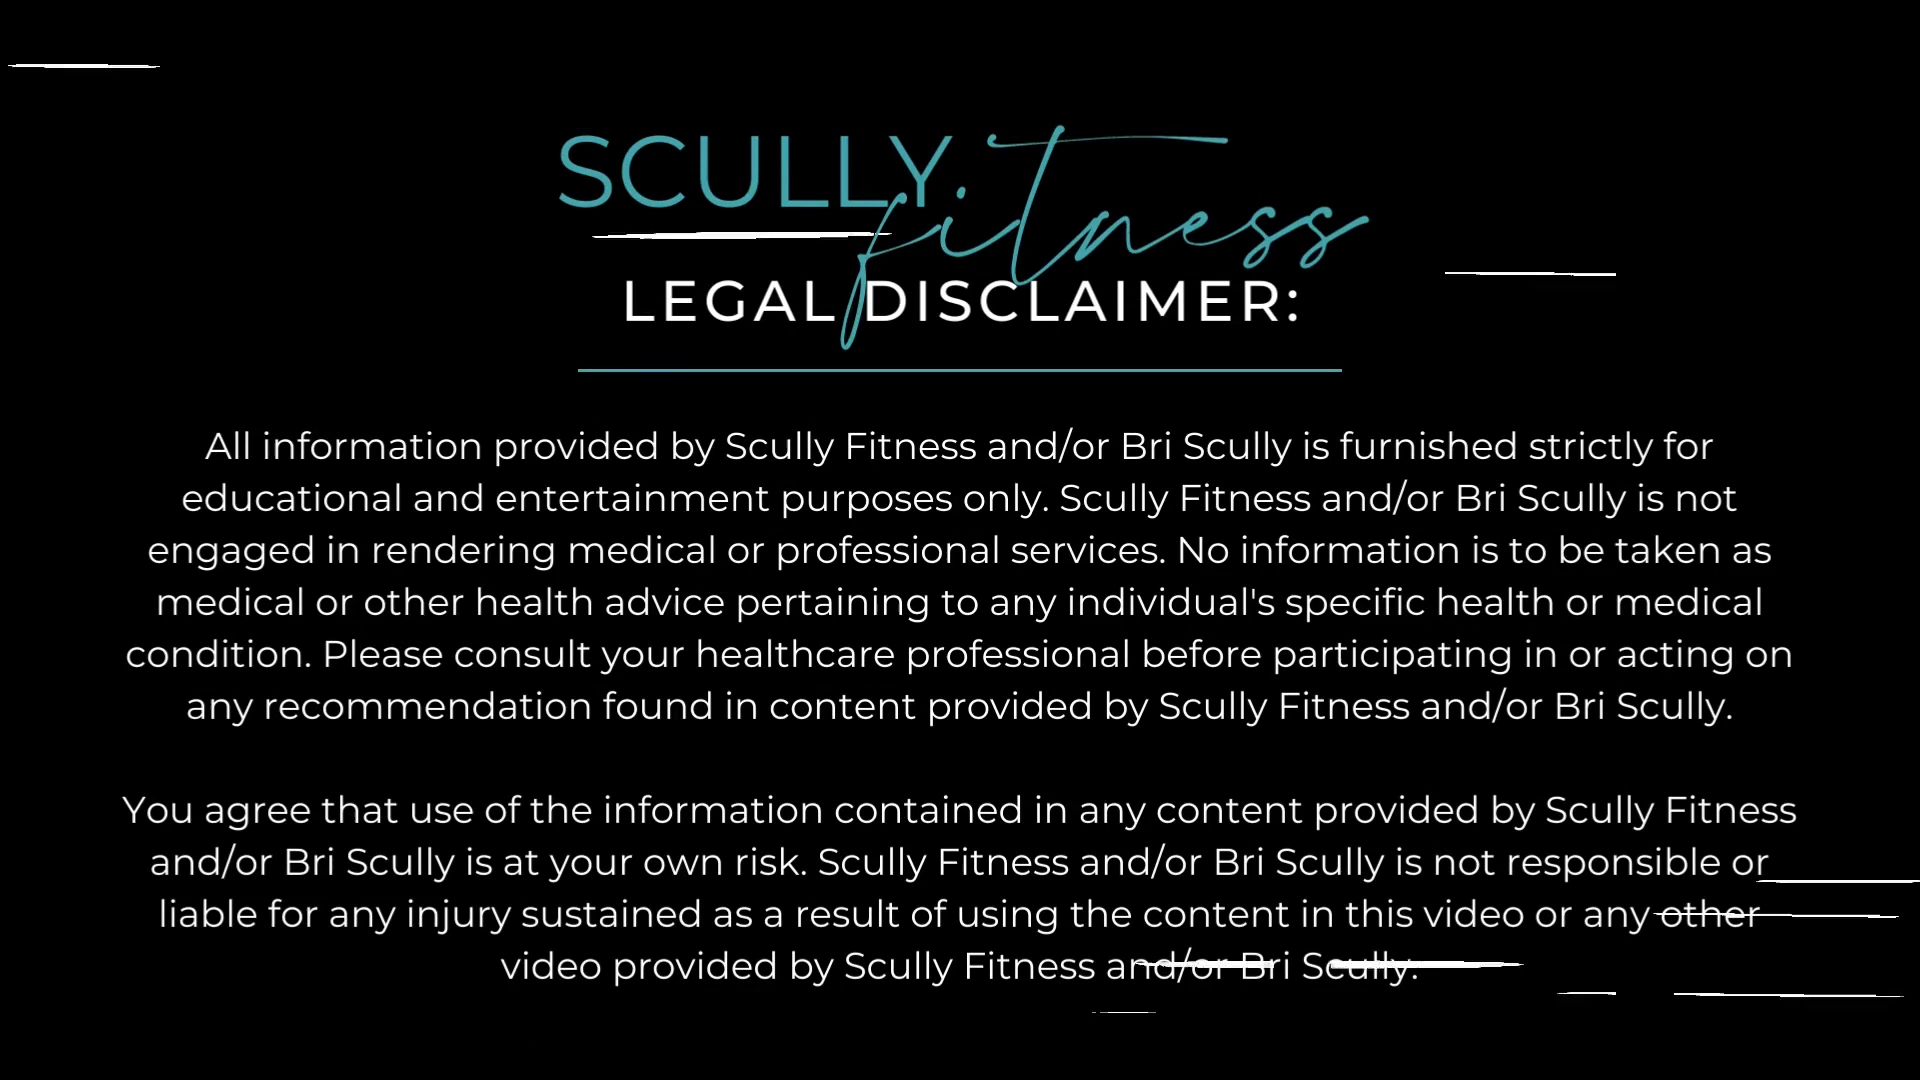 SCULLY.
fitness
LEGAL DISCLAIMER:
All information provided by Scully Fitness and/or Bri Scully is furnished strictly for
educational and entertainment purposes only. Scully Fitness and/or Bri Scully is not
engaged in rendering medical or professional services. No information is to be taken as
medical or other health advice pertaining to any individual's specific health or medical
condition. Please consult your healthcare professional before participating in or acting on
any recommendation found in content provided by Scully Fitness and/or Bri Scully.
You agree that use of the information contained in any content provided by Scully Fitness
and/or Bri Scully is at your own risk. Scully Fitness and/or Bri Scully is not responsible or
liable for any injury sustained as a result of using the content in this video or any other
video provided by Scully Fitness and/or Bri Scully.